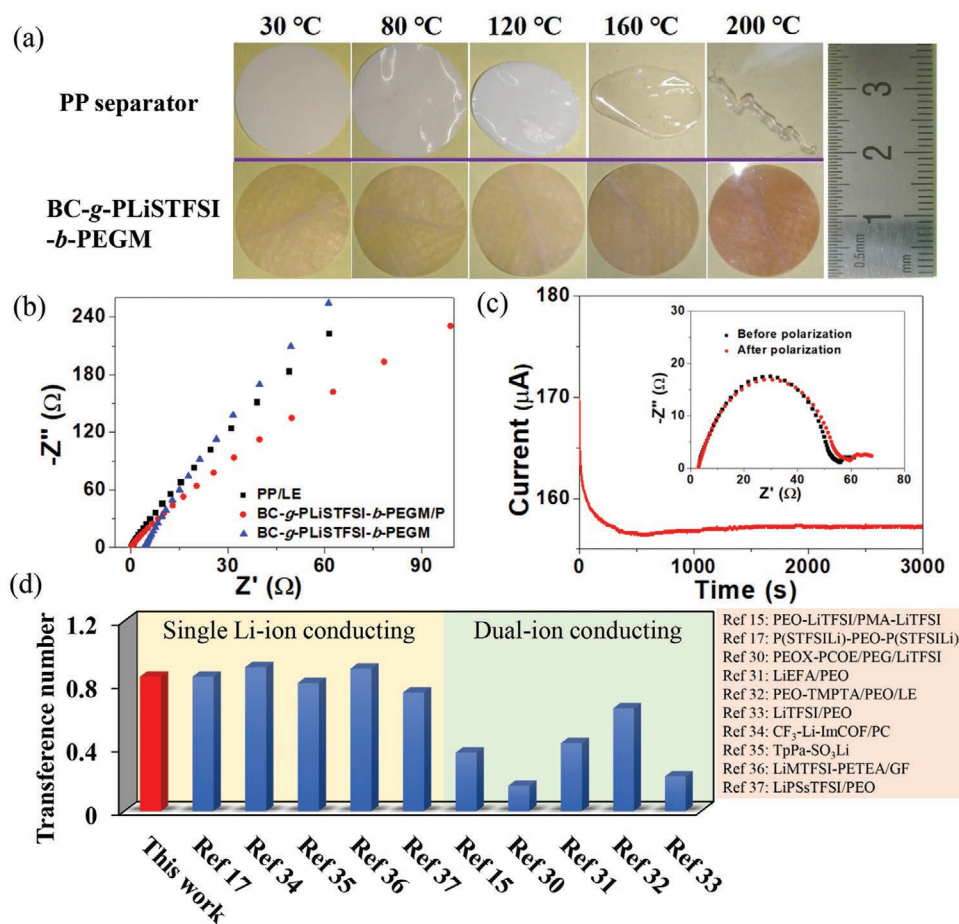 (a)
30 °C 80 °C 120 °C 160 °C 200 °C
PP separator
BC-g-PLiSTFSI
-b-PEGM
3
2
1
0.5mm mm
(b)
240
180
120
60
0
-Z" (Ω)
0 30 60 90
Z' (Ω)
PP/LE
BC-g-PLiSTFSI-b-PEGM/P
BC-g-PLiSTFSI-b-PEGM
(c)
180
170
160
Current (μA)
0 1000 2000 3000
Time (s)
30
20
10
0
-Z" (Ω)
0 20 40 60 80
Z' (Ω)
Before polarization
After polarization
(d)
Transference number
1.2
0.8
0.4
0
Single Li-ion conducting
Dual-ion conducting
This work
Ref 17
Ref 34
Ref 35
Ref 36
Ref 37
Ref 15
Ref 30
Ref 31
Ref 32
Ref 33
Ref 15: PEO-LiTFSI/PMA-LiTFSI
Ref 17: P(STFSILi)-PEO-P(STFSILi)
Ref 30: PEOX-PCOE/PEG/LiTFSI
Ref 31: LiEFA/PEO
Ref 32: PEO-TMPTA/PEO/LE
Ref 33: LiTFSI/PEO
Ref 34: CF₃-Li-ImCOF/PC
Ref 35: TpPa-SO₃Li
Ref 36: LiMTFSI-PETEA/GF
Ref 37: LiPSsTFSI/PEO